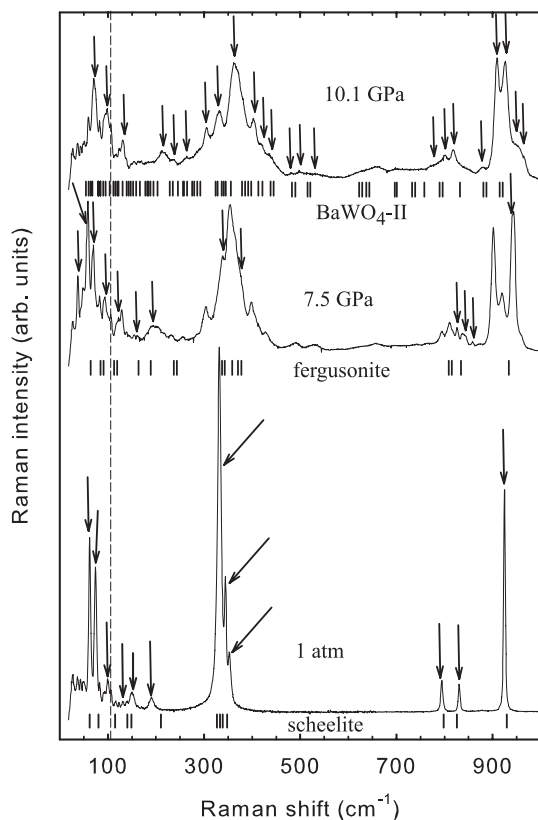 10.1 GPa
BaWO4-II
7.5 GPa
fergusonite
1 atm
scheelite
Raman intensity (arb. units)
100 300 500 700 900
Raman shift (cm-1)